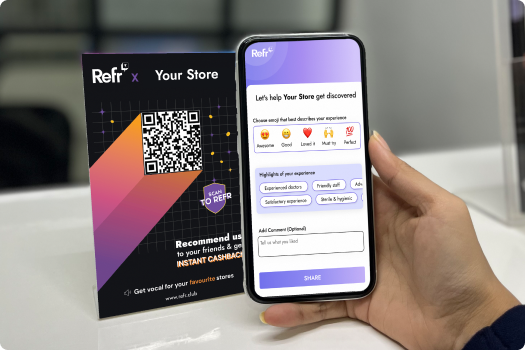 Refr x Your Store
SCAN
TO REFR
Recommend us
to your friends & ge
INSTANT CASHBACK
Get vocal for your favourite stores
www.refr.club
Refr
Let's help Your Store get discovered
Choose emoji that best describes your experience
Awesome Good Loved it Must try Perfect
Highlights of your experience
Experienced doctors Friendly staff Adv
Satisfactory experience Sterile & hygienic
Add Comment (Optional)
Tell us what you liked
SHARE